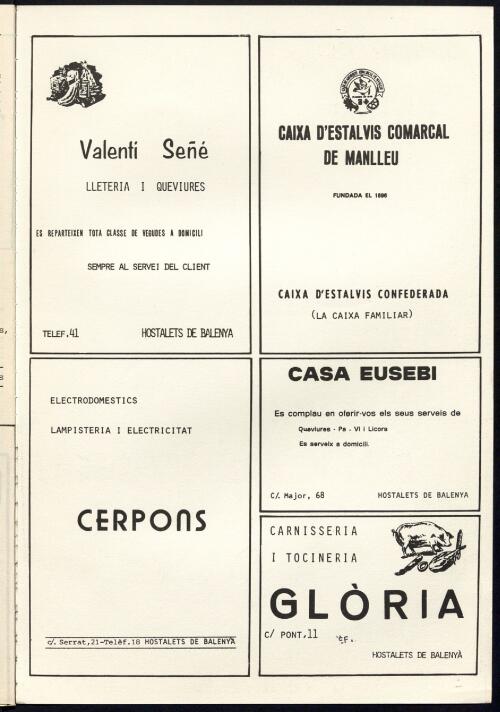 Valentí Señé
LLETERIA I QUEVIURES
ES REPARTEIXEN TOTA CLASSE DE VEGUDES A DOMICILI
SEMPRE AL SERVEI DEL CLIENT
TELEF.41 HOSTALETS DE BALENYA
CAIXA D'ESTALVIS COMARCAL
DE MANLLEU
FUNDADA EL 1896
CAIXA D'ESTALVIS CONFEDERADA
(LA CAIXA FAMILIAR)
ELECTRODOMESTICS
LAMPISTERIA I ELECTRICITAT
CERPONS
c/. Serrat,21-Telèf.18 HOSTALETS DE BALENYA
CASA EUSEBI
Es complau en oferir-vos els seus serveis de
Queviures - Pa - Vi i Licors
Es serveix a domicili.
C/. Major, 68 HOSTALETS DE BALENYA
CARNISSERIA
I TOCINERIA
GLÒRIA
C/ PONT,11
HOSTALETS DE BALENYÀ